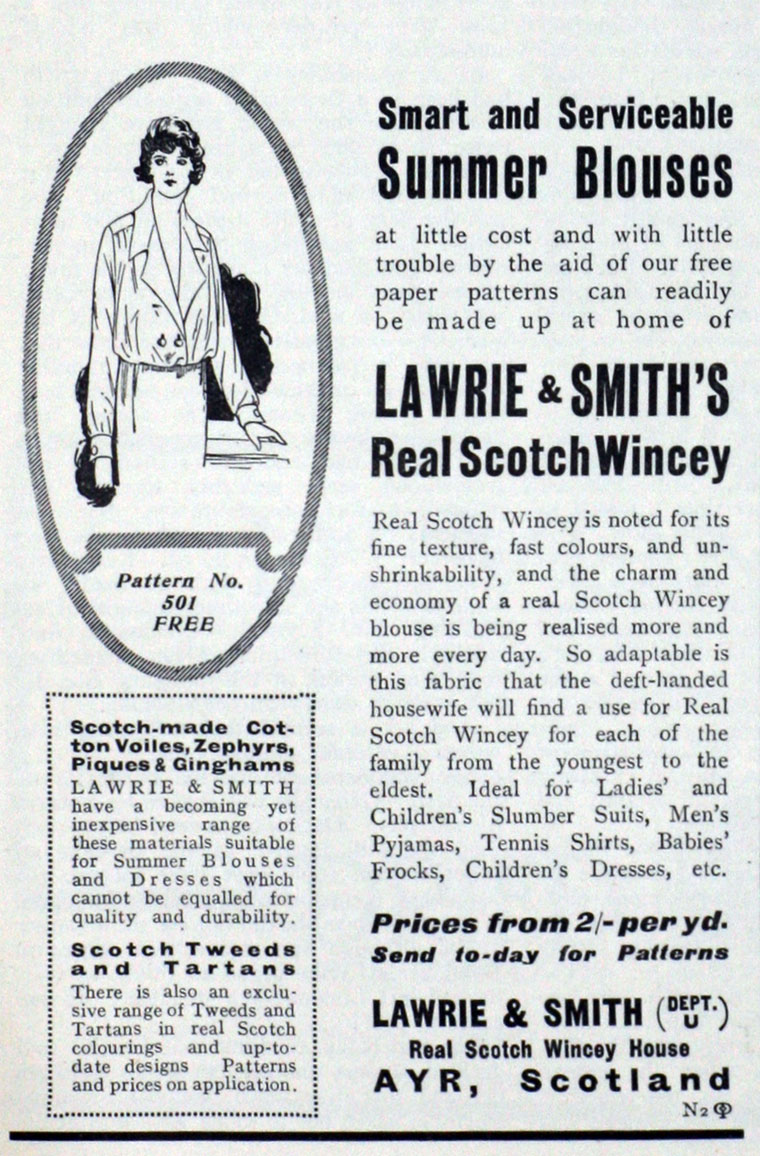 Smart and Serviceable
Summer Blouses
at little cost and with little
trouble by the aid of our free
paper patterns can readily
be made up at home of
LAWRIE & SMITH'S
Real Scotch Wincey
Real Scotch Wincey is noted for its
fine texture, fast colours, and un-
shrinkability, and the charm and
economy of a real Scotch Wincey
blouse is being realised more and
more every day. So adaptable is
this fabric that the deft-handed
housewife will find a use for Real
Scotch Wincey for each of the
family from the youngest to the
eldest. Ideal for Ladies' and
Children's Slumber Suits, Men's
Pyjamas, Tennis Shirts, Babies'
Frocks, Children's Dresses, etc.
Prices from 2/- per yd.
Send to-day for Patterns
LAWRIE & SMITH (DEPT. U)
Real Scotch Wincey House
AYR, Scotland
N2
Pattern No.
501
FREE
Scotch-made Cot-
ton Voiles, Zephyrs,
Piques & Ginghams
LAWRIE & SMITH
have a becoming yet
inexpensive range of
these materials suitable
for Summer Blouses
and Dresses which
cannot be equalled for
quality and durability.
Scotch Tweeds
and Tartans
There is also an exclu-
sive range of Tweeds and
Tartans in real Scotch
colourings and up-to-
date designs Patterns
and prices on application.